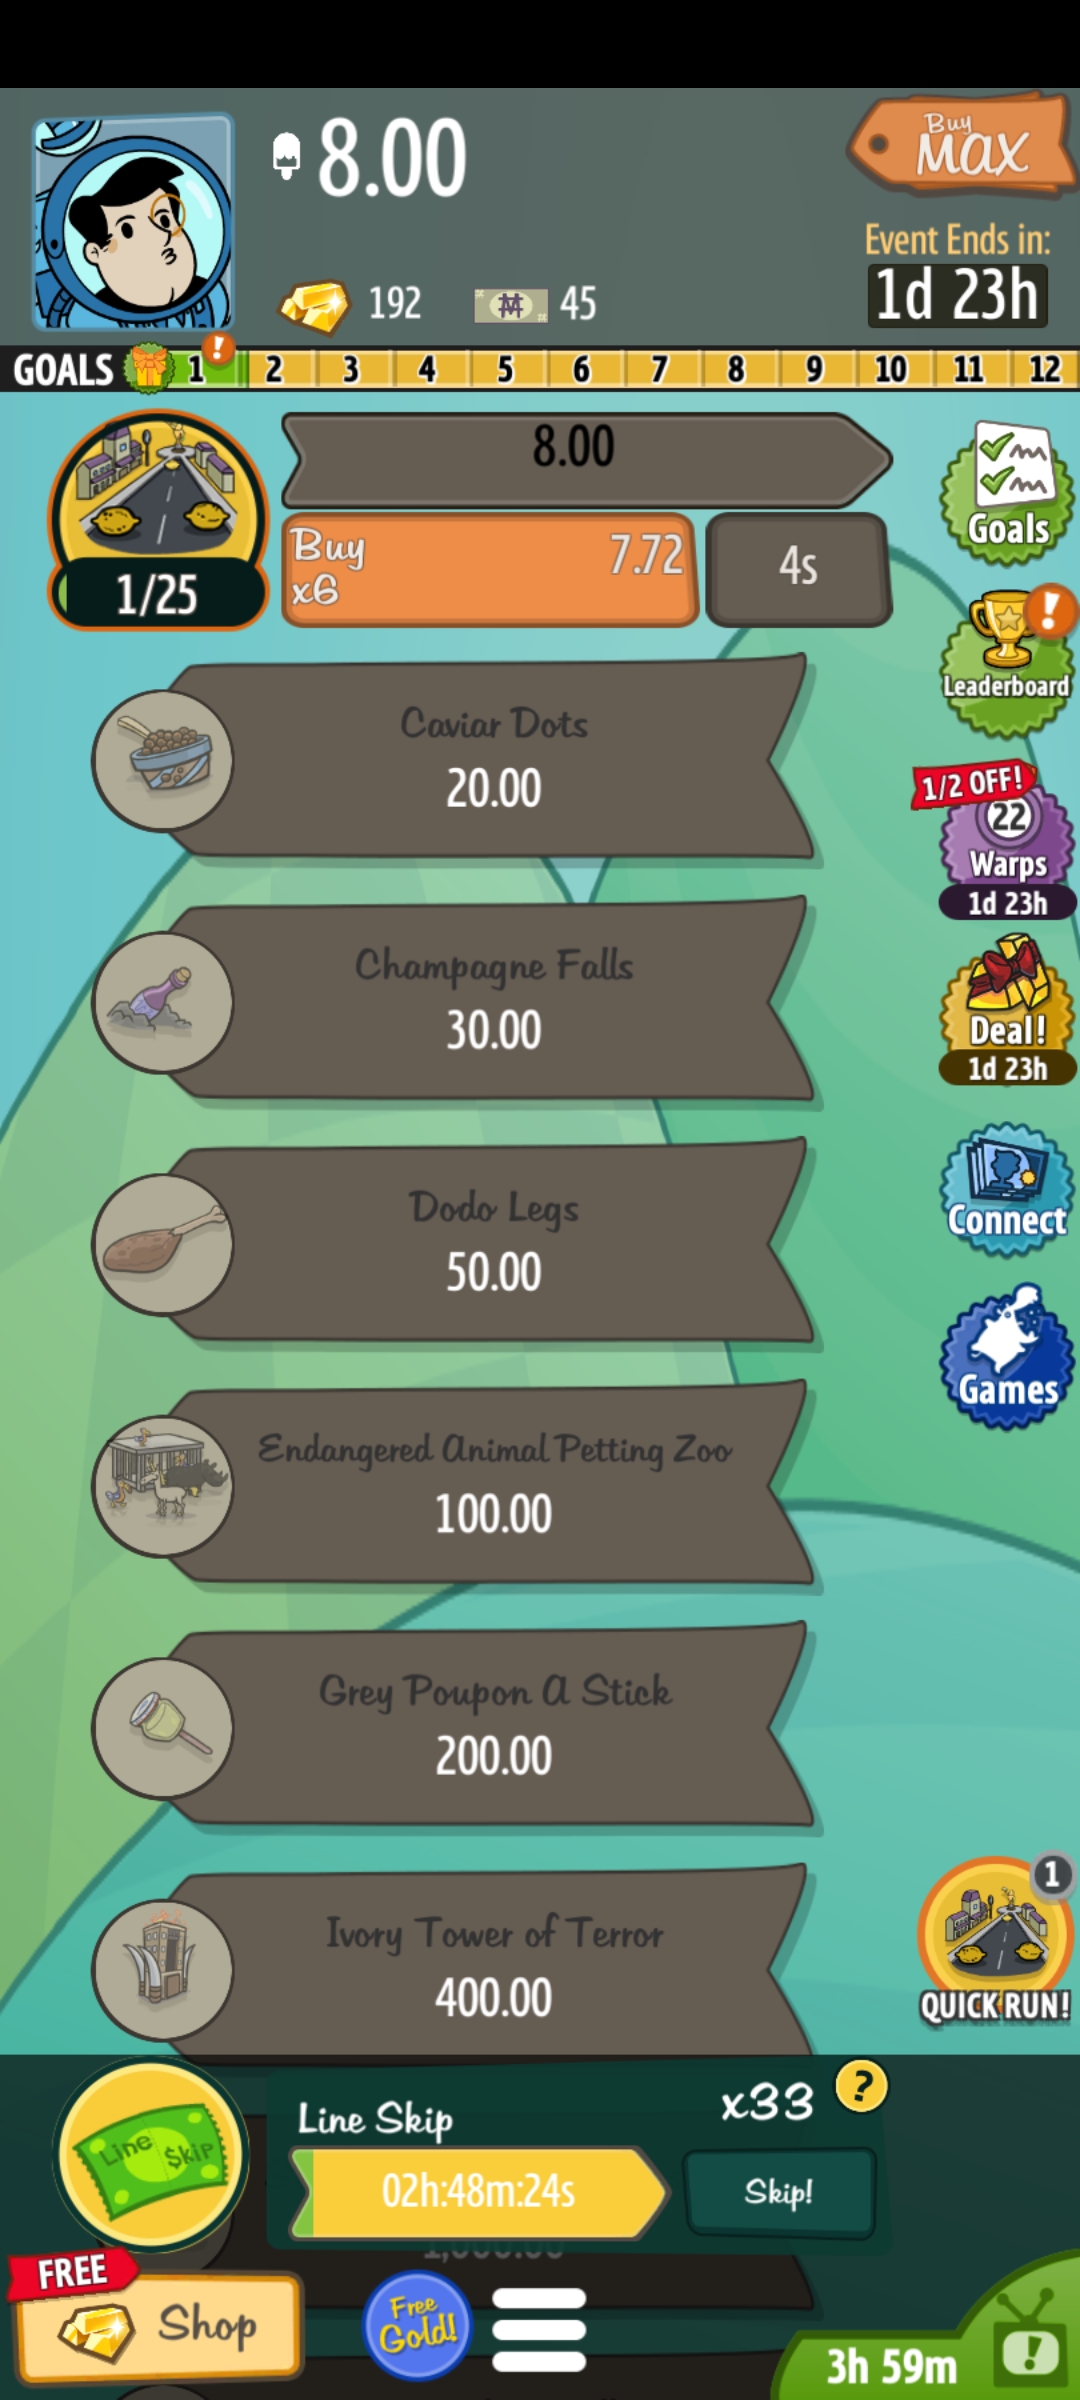 8.00
Buy
MAX
Event Ends in:
1d 23h
192
45
GOALS 1 ! 2 3 4 5 6 7 8 9 10 11 12
8.00
Buy
x6
7.72
4s
1/25
Goals
!
Leaderboard
Caviar Dots
20.00
1/2 OFF!
22
Warps
1d 23h
Champagne Falls
30.00
Deal!
1d 23h
Dodo Legs
50.00
Connect
Endangered Animal Petting Zoo
100.00
Games
Grey Poupon A Stick
200.00
Ivory Tower of Terror
400.00
1
QUICK RUN!
Line $kip
Line Skip
x33
?
02h:48m:24s
Skip!
FREE
Shop
Free
Gold!
3h 59m
!